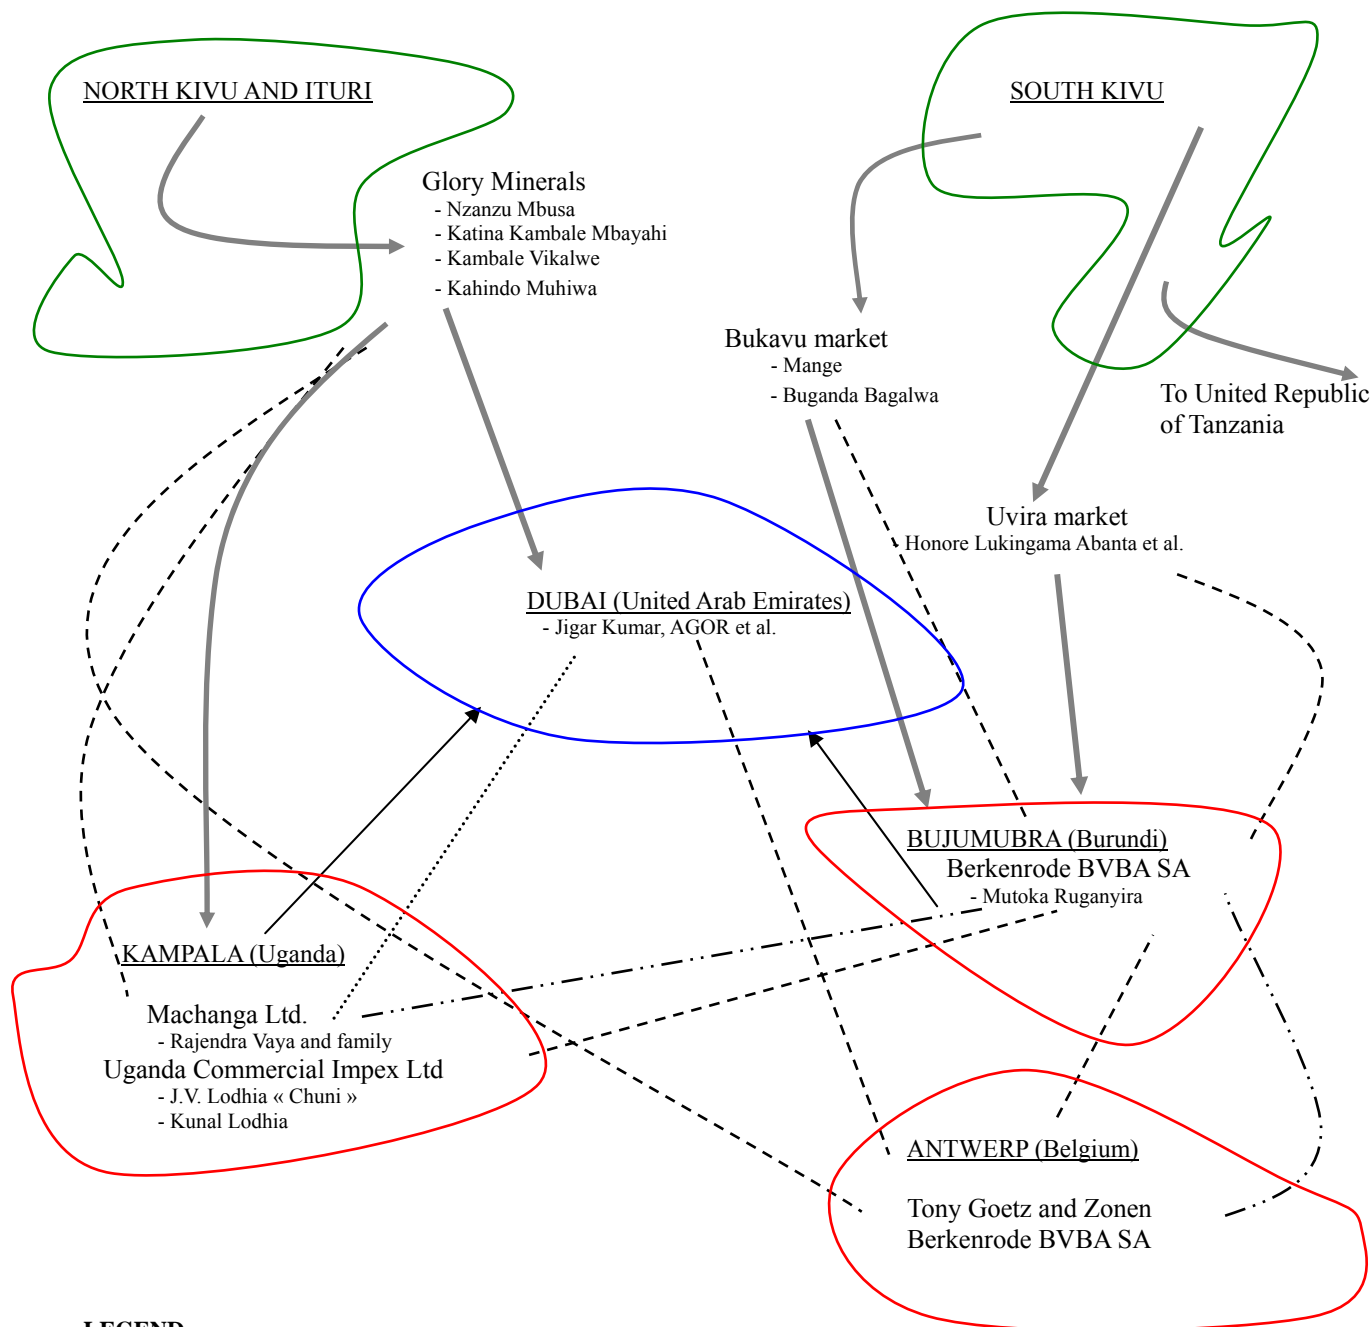 NORTH KIVU AND ITURI
SOUTH KIVU
Glory Minerals
- Nzanzu Mbusa
- Katina Kambale Mbayahi
- Kambale Vikalwe
- Kahindo Muhiwa
Bukavu market
- Mange
- Buganda Bagalwa
To United Republic
of Tanzania
Uvira market
- Honore Lukingama Abanta et al.
DUBAI (United Arab Emirates)
- Jigar Kumar, AGOR et al.
BUJUMUBRA (Burundi)
Berkenrode BVBA SA
- Mutoka Ruganyira
KAMPALA (Uganda)
Machanga Ltd.
- Rajendra Vaya and family
Uganda Commercial Impex Ltd
- J.V. Lodhia « Chuni »
- Kunal Lodhia
ANTWERP (Belgium)
Tony Goetz and Zonen
Berkenrode BVBA SA
LEGEND